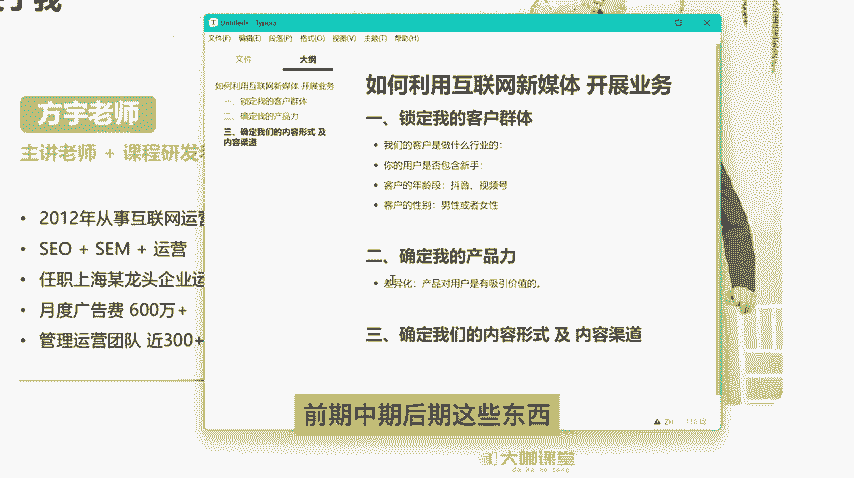 于我
方宇老师
主讲老师 + 课程研发
2012年从事互联网运营
SEO + SEM + 运营
任职上海某龙头企业运
月度广告费 600万+
管理运营团队 近300+
Untitled• - Typora
文件(F) 编辑(E) 段落(P) 格式(O) 视图(V) 主题(T) 帮助(H)
文件 大纲
如何利用互联网新媒体 开展业务
一、锁定我的客户群体
二、确定我的产品力
三、确定我们的内容形式 及
内容渠道
如何利用互联网新媒体 开展业务
一、锁定我的客户群体
我们的客户是做什么行业的：
你的用户是否包含新手：
客户的年龄段：抖音、视频号
客户的性别：男性或者女性
二、确定我的产品力
差异化：产品对用户是有吸引价值的。
三、确定我们的内容形式 及 内容渠道
前期中期后期这些东西
大咖课堂
da ka ke tang